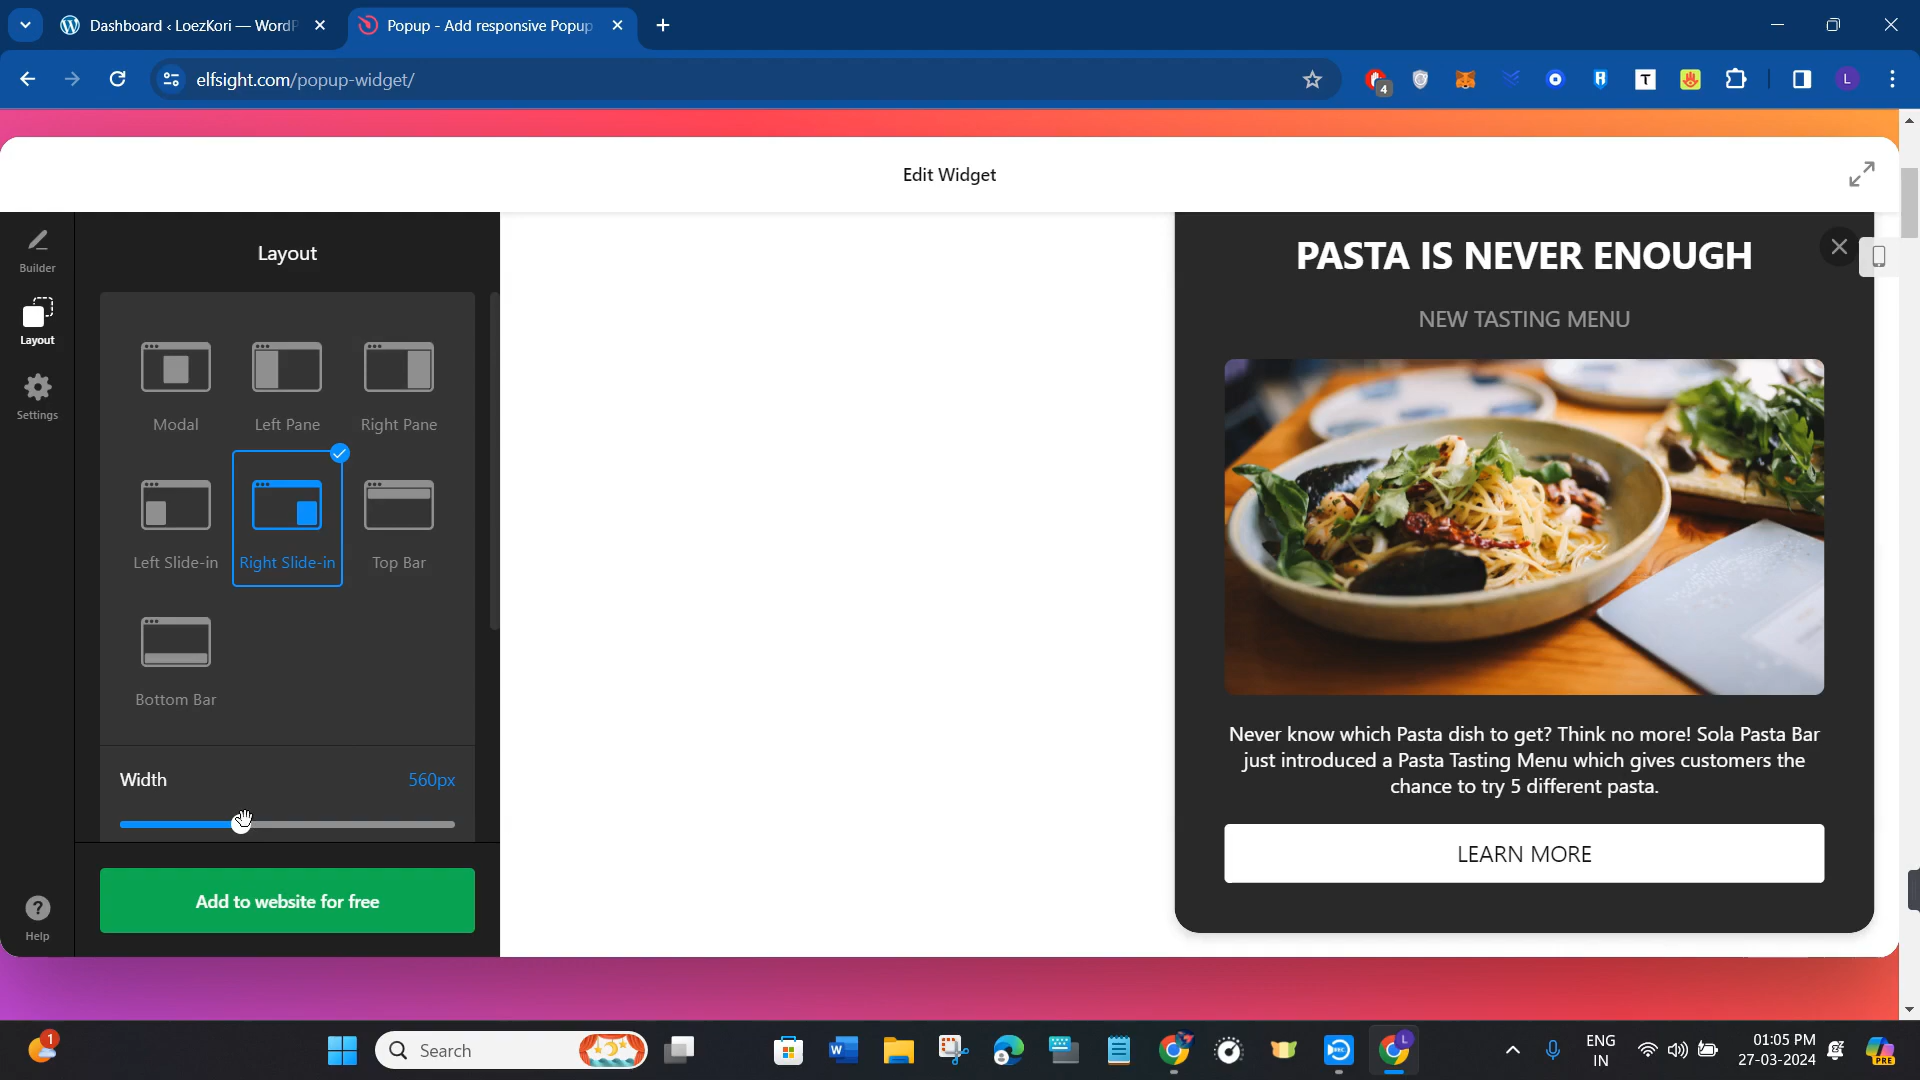 Dashboard ‹ LoezKori — WordP
Popup - Add responsive Popup
elfsight.com/popup-widget/
4
T
L
Edit Widget
Builder
Layout
Settings
Help
Layout
Modal
Left Pane
Right Pane
Left Slide-in
Right Slide-in
Top Bar
Bottom Bar
Width
560px
Add to website for free
PASTA IS NEVER ENOUGH
NEW TASTING MENU
Never know which Pasta dish to get? Think no more! Sola Pasta Bar
just introduced a Pasta Tasting Menu which gives customers the
chance to try 5 different pasta.
LEARN MORE
1
Search
W
L
ENG
IN
01:05 PM
27-03-2024
PRE